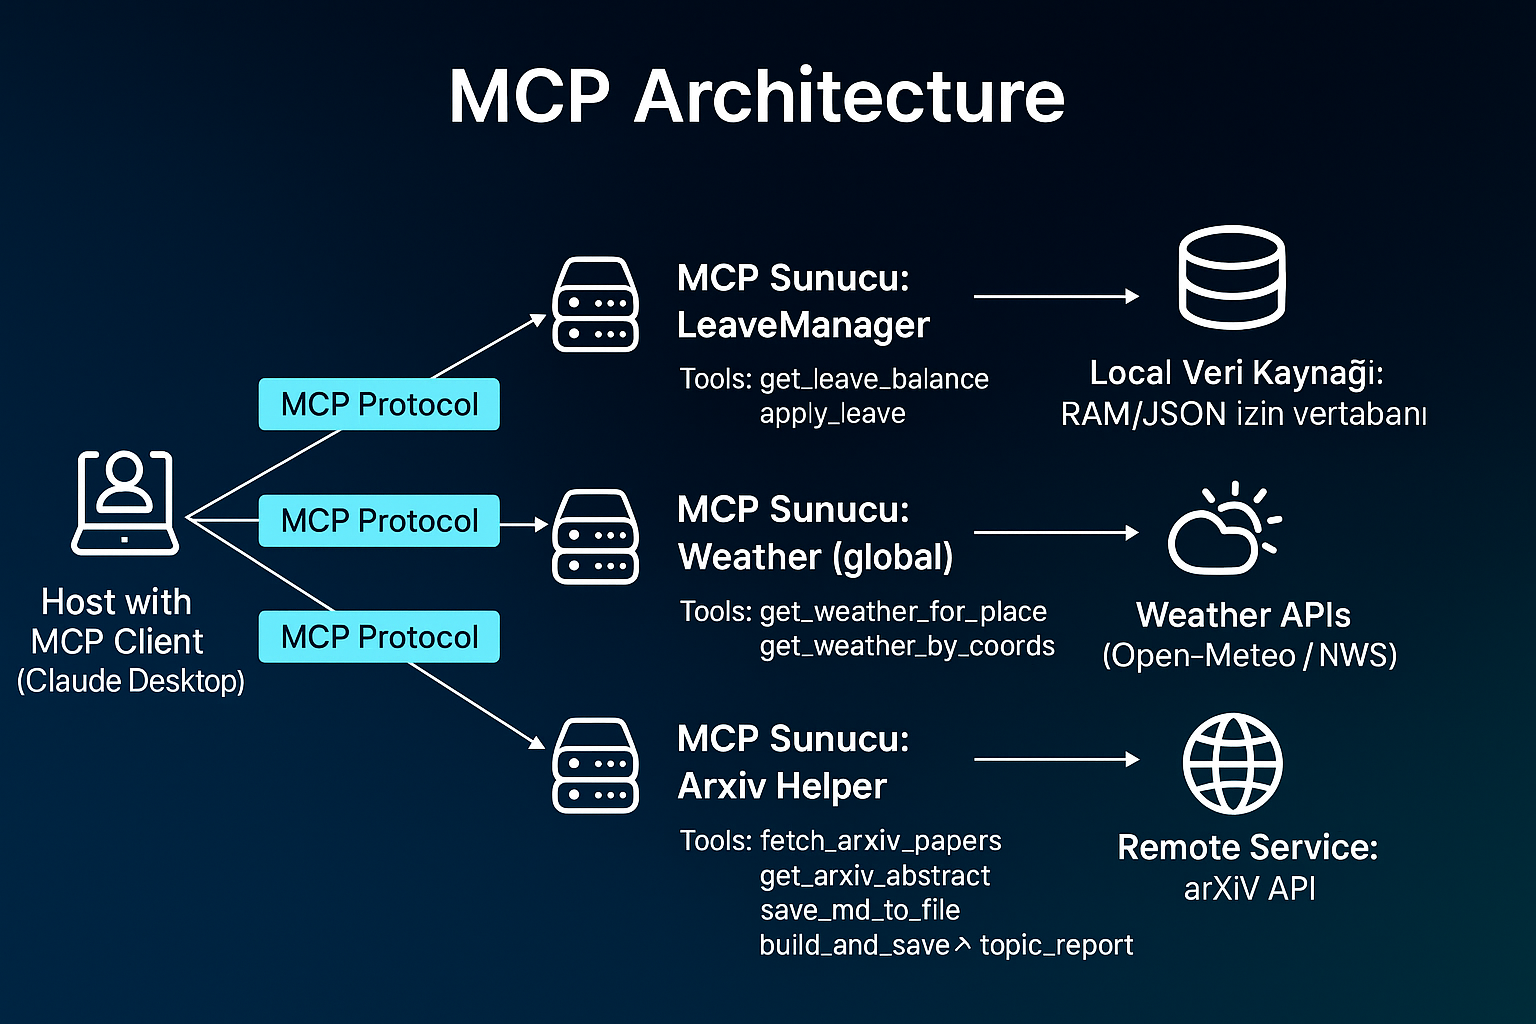 MCP Architecture
MCP Protocol
MCP Protocol
MCP Protocol
Host with
MCP Client
(Claude Desktop)
MCP Sunucu:
LeaveManager
Tools: get_leave_balance
apply_leave
Local Veri Kaynaği:
RAM/JSON izin vertabanı
MCP Sunucu:
Weather (global)
Tools: get_weather_for_place
get_weather_by_coords
Weather APIs
(Open-Meteo / NWS)
MCP Sunucu:
Arxiv Helper
Tools: fetch_arxiv_papers
get_arxiv_abstract
save_md_to_file
build_and_save↗ topic_report
Remote Service:
arXiV API